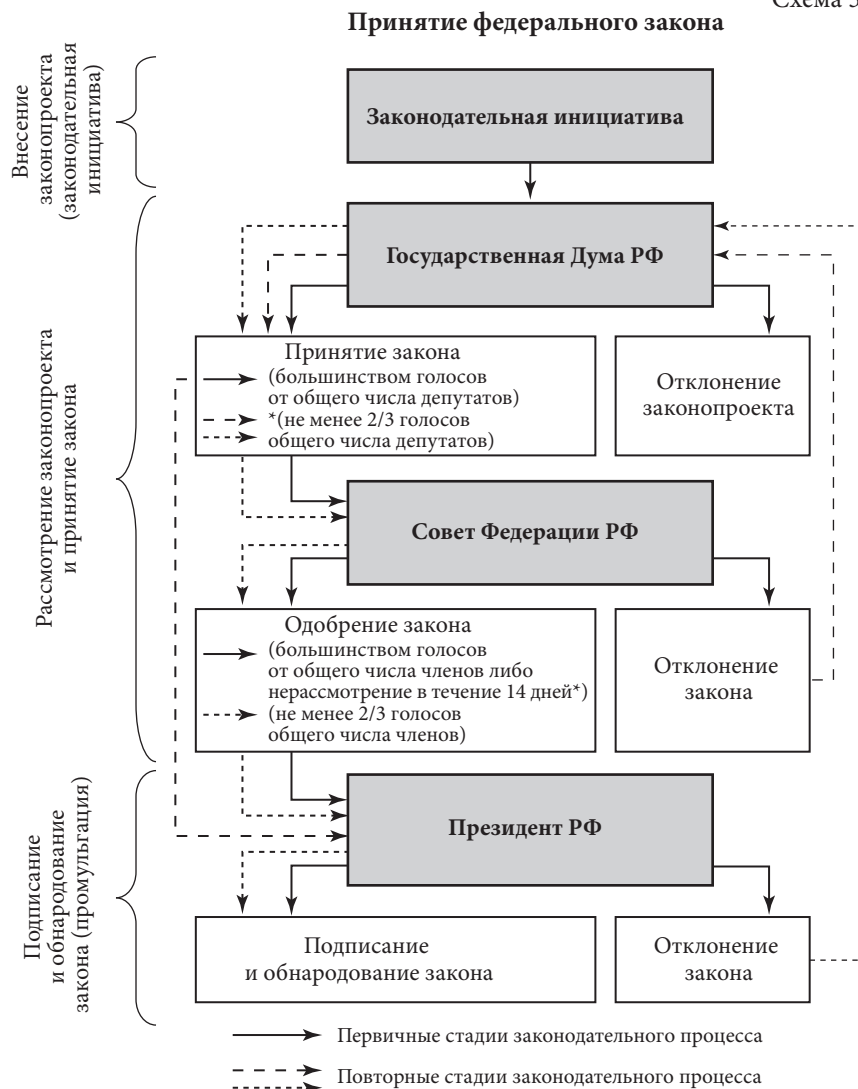 Схема 5
Принятие федерального закона
Внесение
законопроекта
(законодательная
инициатива)
Законодательная инициатива
Рассмотрение законопроекта
и принятие закона
Государственная Дума РФ
Принятие закона
(большинством голосов
от общего числа депутатов)
*(не менее 2/3 голосов
общего числа депутатов)
Отклонение
законопроекта
Совет Федерации РФ
Одобрение закона
(большинством голосов
от общего числа членов либо
нерассмотрение в течение 14 дней*)
(не менее 2/3 голосов
общего числа членов)
Отклонение
закона
Подписание
и обнародование
закона (промульгация)
Президент РФ
Подписание
и обнародование закона
Отклонение
закона
Первичные стадии законодательного процесса
Повторные стадии законодательного процесса